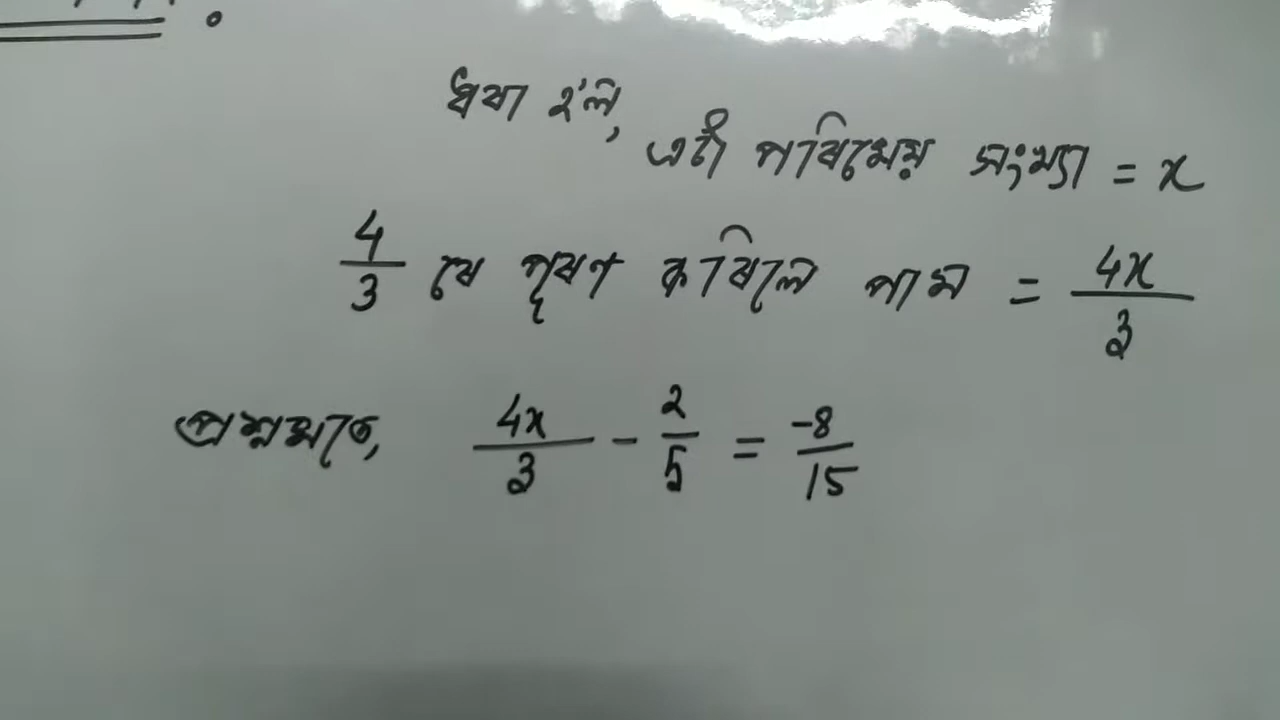 ধৰা হ'ল, এটা পৰিমেয় সংখ্যা = x
4/3 ৰে পূৰণ কৰিলে পাম = 4x/3
প্ৰশ্নমতে, 4x/3 - 2/5 = -8/15